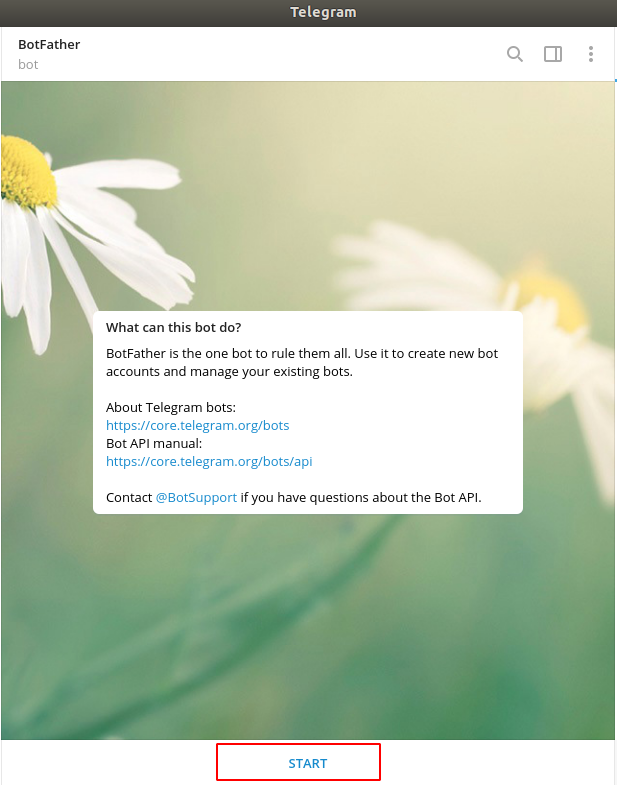 Telegram
BotFather
bot
What can this bot do?
BotFather is the one bot to rule them all. Use it to create new bot
accounts and manage your existing bots.
About Telegram bots:
https://core.telegram.org/bots
Bot API manual:
https://core.telegram.org/bots/api
Contact @BotSupport if you have questions about the Bot API.
START